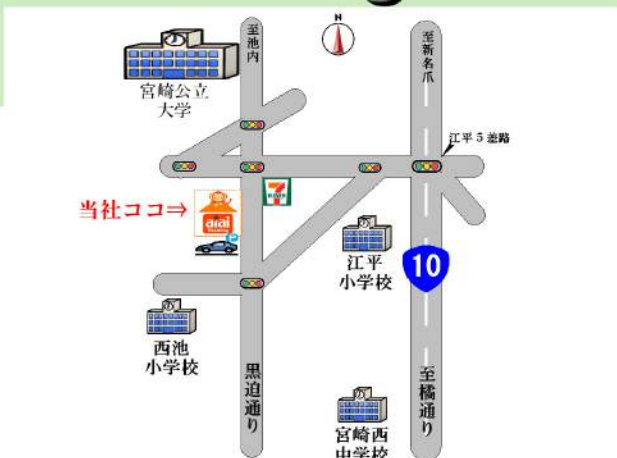 N
至池内
至新名爪
宮崎公立
大学
江平5差路
7
当社ココ⇒
aiai
P
江平
小学校
10
西池
小学校
黒迫通り
至橘通り
宮崎西
中学校